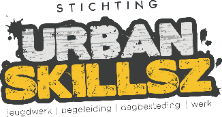 STICHTING
URBAN
SKILLSZ
jeugdwerk | begeleiding | dagbesteding | werk